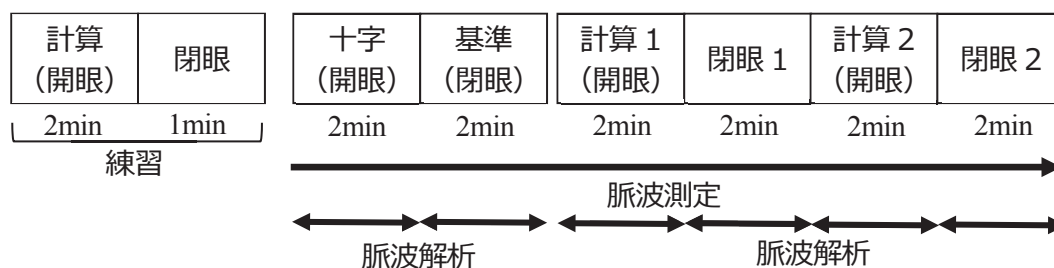 計算 閉眼 十字 基準 計算 1 閉眼 1 計算 2 閉眼 2
(開眼) (開眼) (閉眼) (開眼) (開眼)
2min 1min 2min 2min 2min 2min 2min 2min
練習
脈波測定
脈波解析 脈波解析